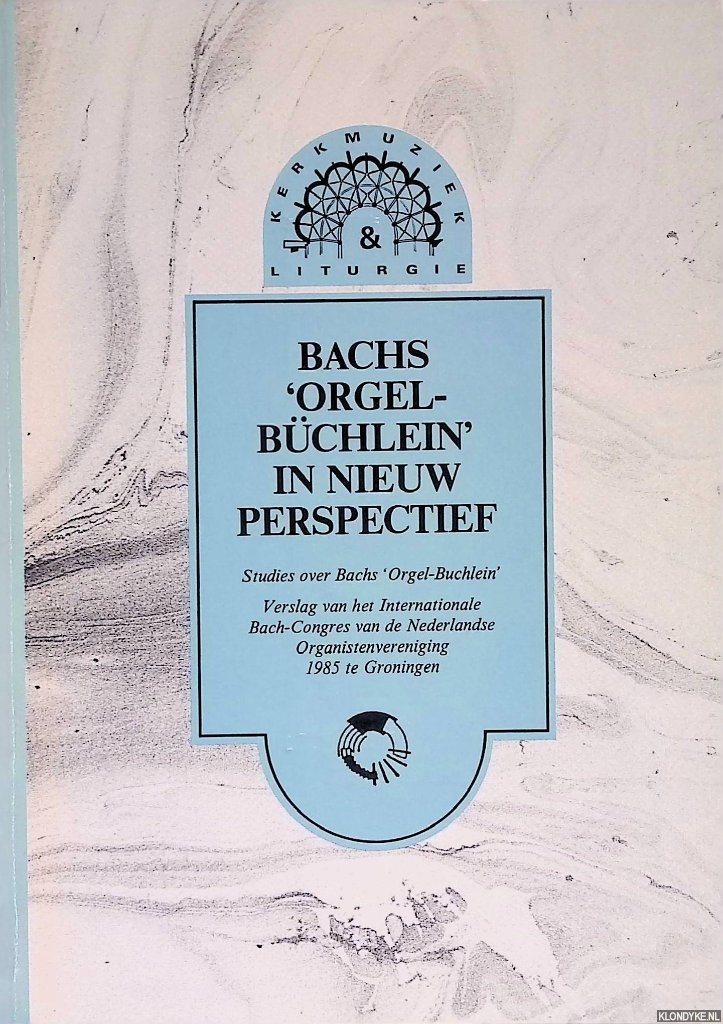 KERKMUZIEK
&
LITURGIE
BACHS
‘ORGEL-
BÜCHLEIN’
IN NIEUW
PERSPECTIEF
Studies over Bachs ‘Orgel-Buchlein’
Verslag van het Internationale
Bach-Congres van de Nederlandse
Organistenvereniging
1985 te Groningen
KLONDYKE.NL